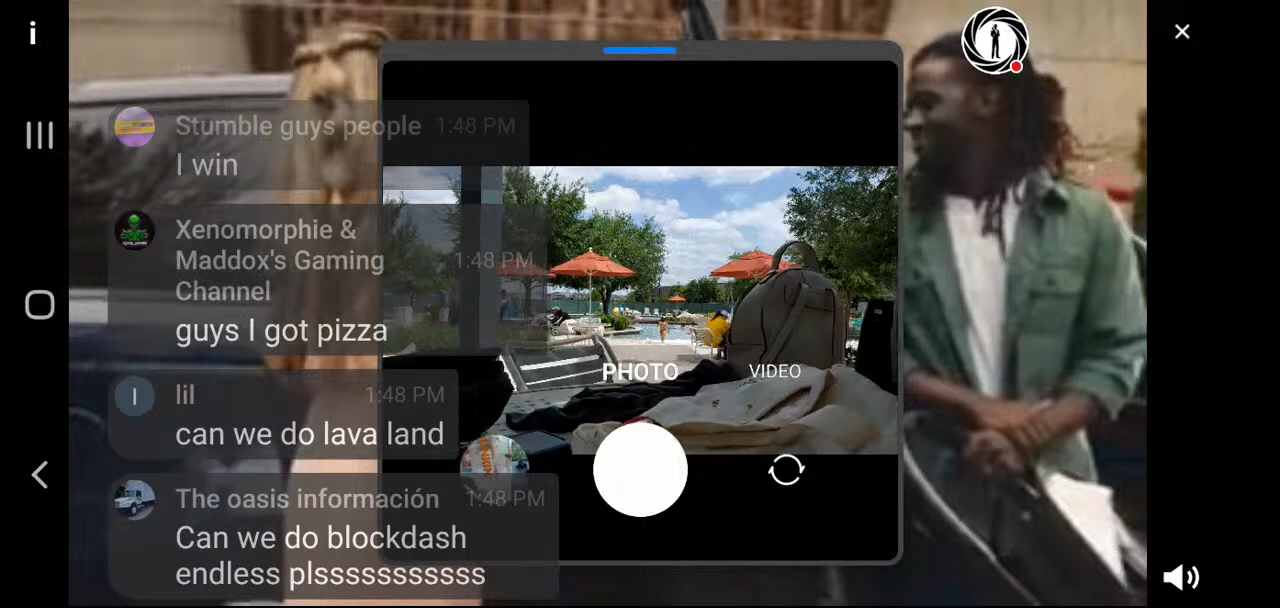 i
Stumble guys people 1:48 PM
I win
Xenomorphie &
Maddox's Gaming 1:48 PM
Channel
guys I got pizza
PHOTO VIDEO
lil 1:48 PM
can we do lava land
The oasis información 1:48 PM
Can we do blockdash
endless plsssssssssss